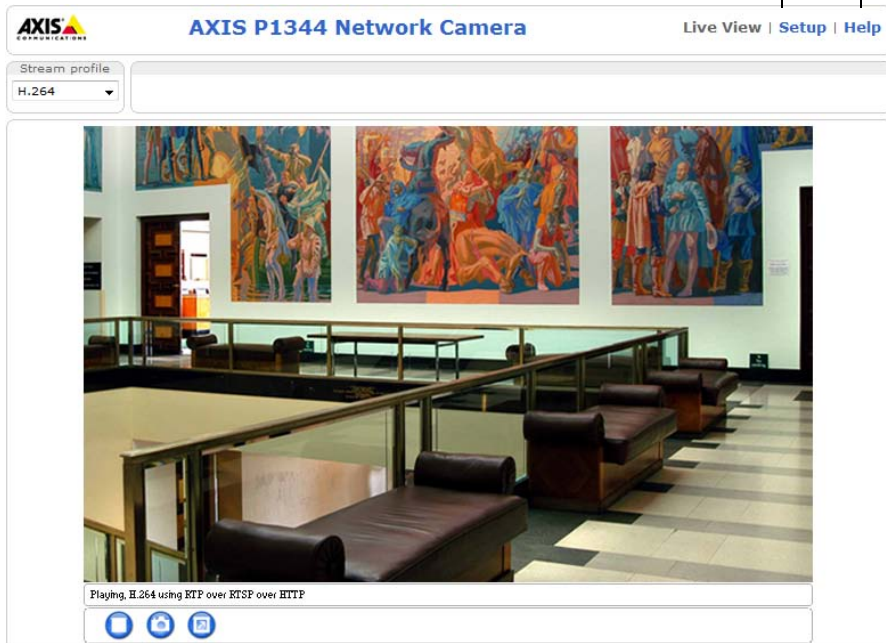 AXIS
COMMUNICATIONS
AXIS P1344 Network Camera
Live View | Setup | Help
Stream profile
H.264
Playing, H.264 using RTP over RTSP over HTTP